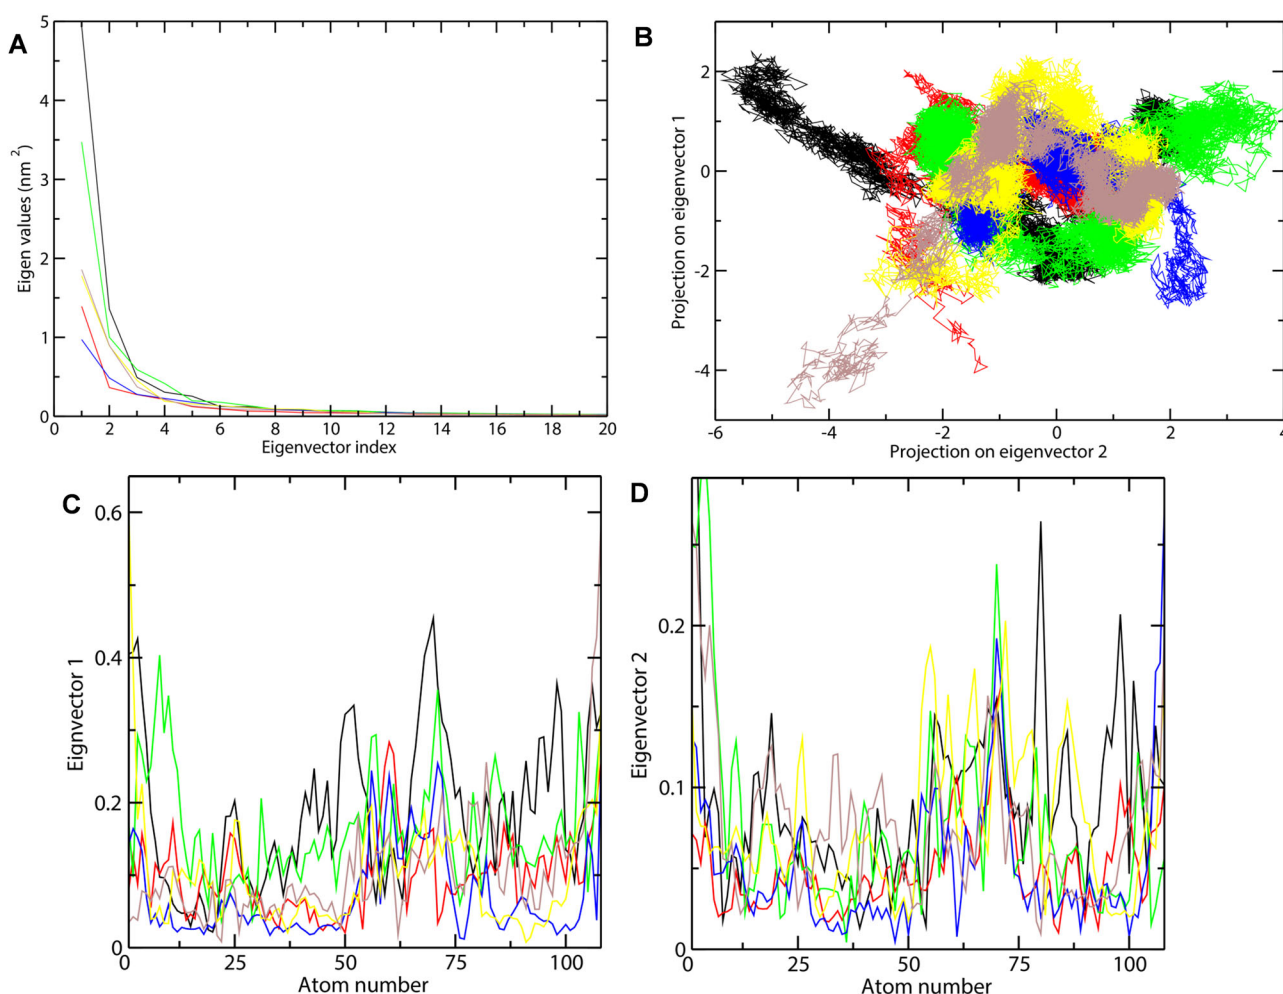 A
Eigen values (nm2)
5
4
3
2
1
0
0 2 4 6 8 10 12 14 16 18 20
Eigenvector index
B
Projection on eigenvector 1
2
0
-2
-4
-6 -4 -2 0 2 4
Projection on eigenvector 2
C
Eignvector 1
0.6
0.4
0.2
0
0 25 50 75 100
Atom number
D
Eigenvector 2
0.2
0.1
0
0 25 50 75 100
Atom number